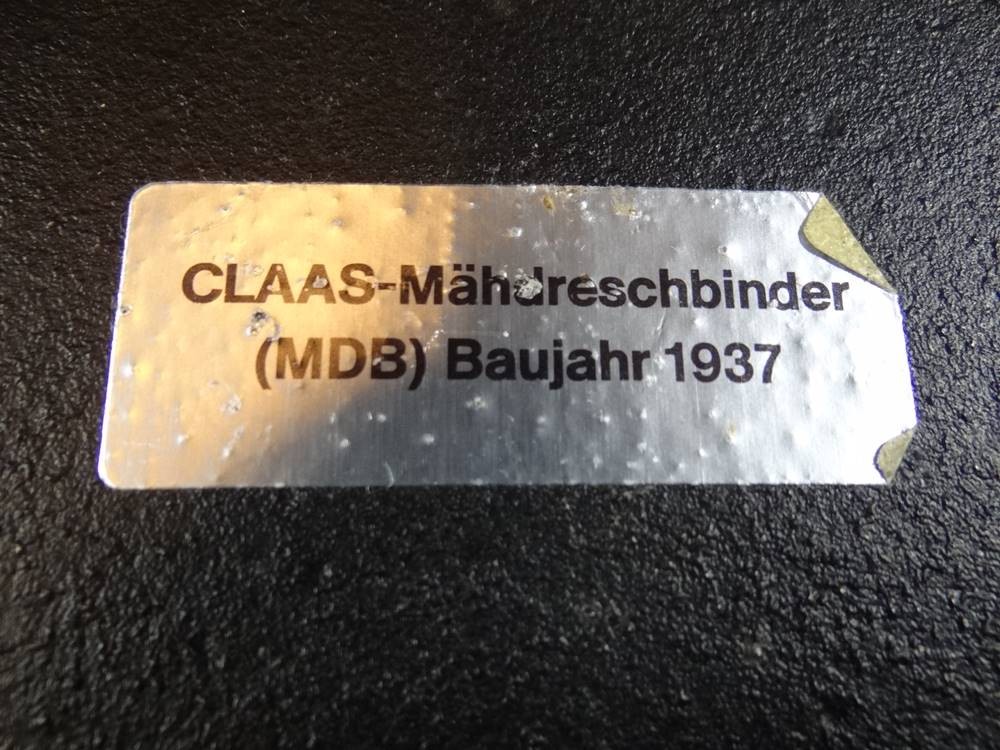 CLAAS-Mähdreschbinder
(MDB) Baujahr 1937